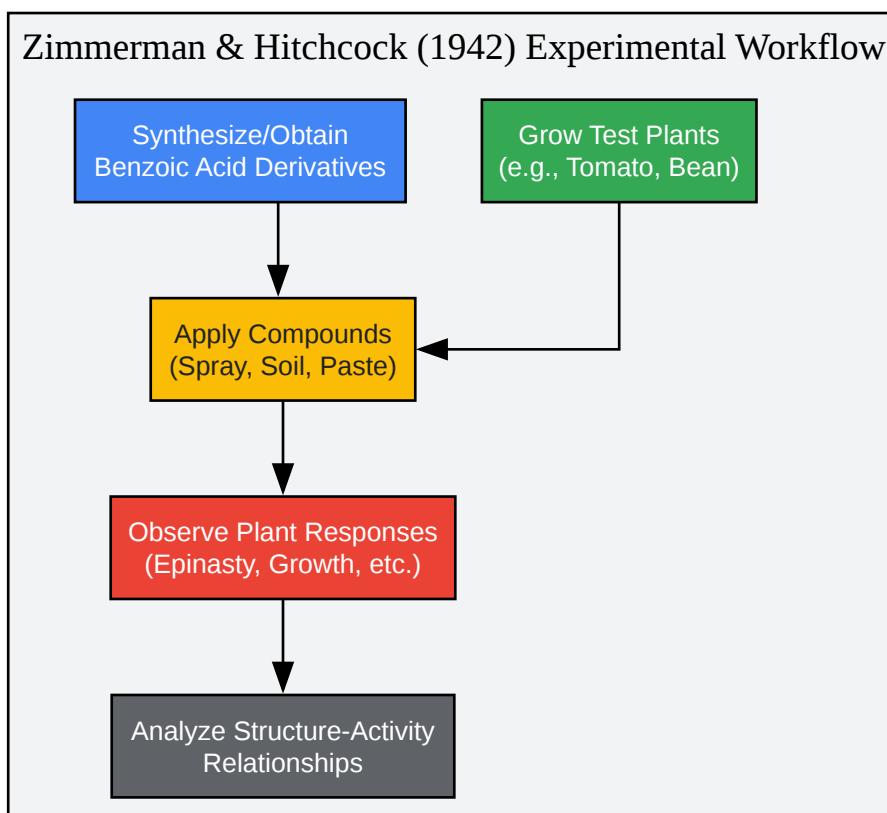 Zimmerman & Hitchcock (1942) Experimental Workflow
Synthesize/Obtain
Benzoic Acid Derivatives
Grow Test Plants
(e.g., Tomato, Bean)
Apply Compounds
(Spray, Soil, Paste)
Observe Plant Responses
(Epinasty, Growth, etc.)
Analyze Structure-Activity
Relationships